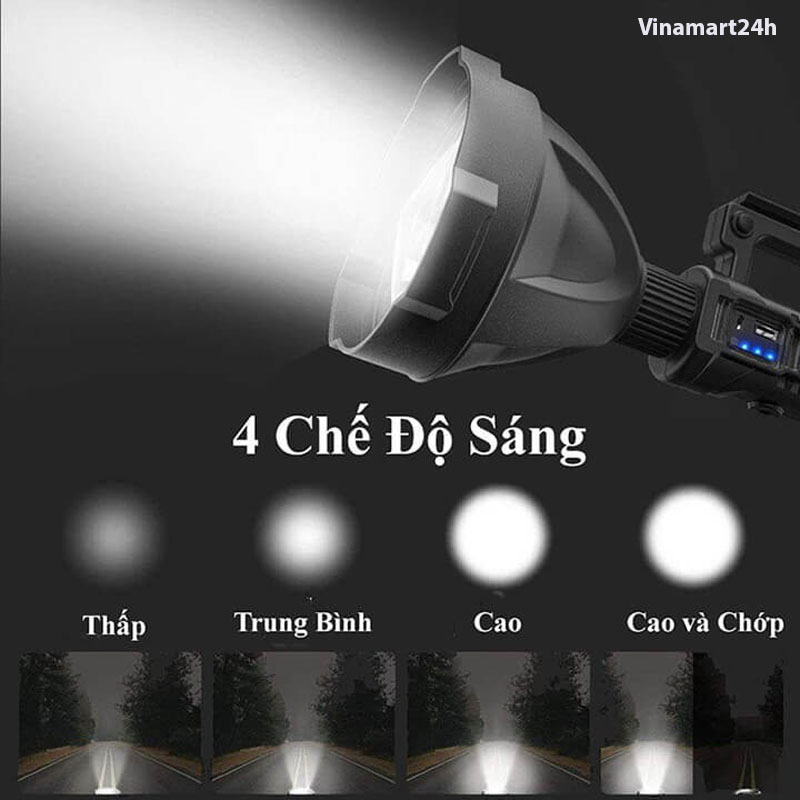 Vinamart24h
4 Chế Độ Sáng
Thấp
Trung Bình
Cao
Cao và Chớp